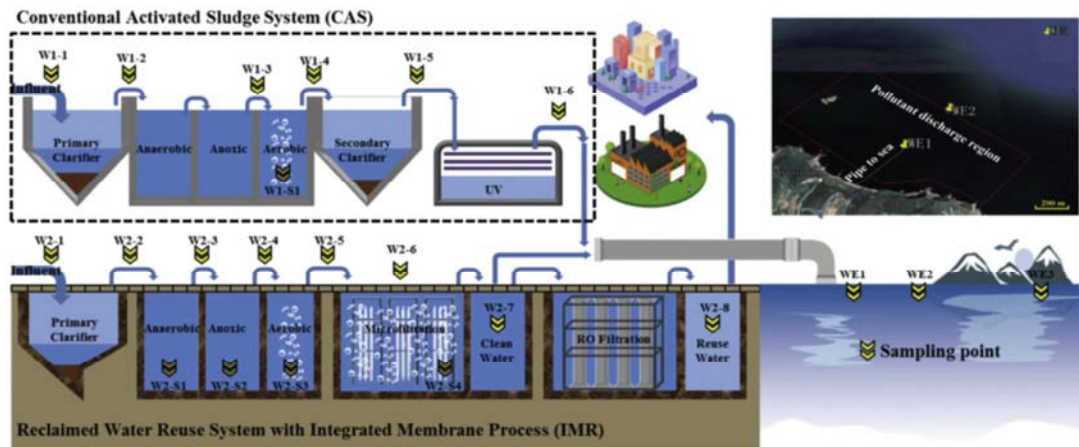 Conventional Activated Sludge System (CAS)
W1-1
W1-2
W1-3
W1-4
W1-5
W1-6
Influent
Primary
Clarifier
Anaerobic
Anoxic
Aerobic
W1-S1
Secondary
Clarifier
UV
WE3
WE2
Pollutant discharge region
WE1
Pipe to sea
200 m
W2-1
W2-2
W2-3
W2-4
W2-5
W2-6
Influent
Primary
Clarifier
Anaerobic
Anoxic
Aerobic
W2-S1
W2-S2
W2-S3
Microfiltration
W2-S4
W2-7
Clean
Water
RO Filtration
W2-8
Reuse
Water
WE1
WE2
WE3
Sampling point
Reclaimed Water Reuse System with Integrated Membrane Process (IMR)